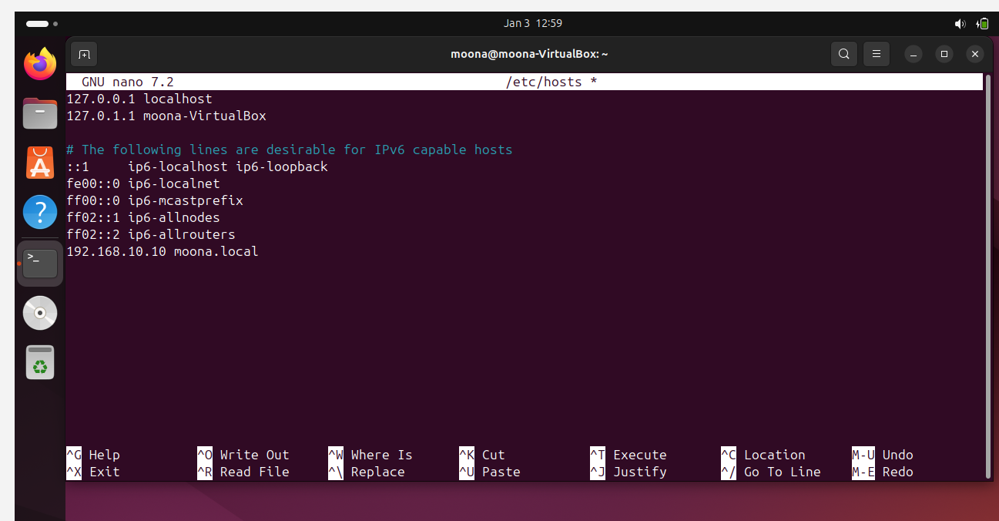 Jan 3 12:59
moona@moona-VirtualBox: ~
GNU nano 7.2 /etc/hosts *
127.0.0.1 localhost
127.0.1.1 moona-VirtualBox
# The following lines are desirable for IPv6 capable hosts
::1 ip6-localhost ip6-loopback
fe00::0 ip6-localnet
ff00::0 ip6-mcastprefix
ff02::1 ip6-allnodes
ff02::2 ip6-allrouters
192.168.10.10 moona.local
^G Help ^O Write Out ^W Where Is ^K Cut ^T Execute ^C Location M-U Undo
^X Exit ^R Read File ^\ Replace ^U Paste ^J Justify ^/ Go To Line M-E Redo